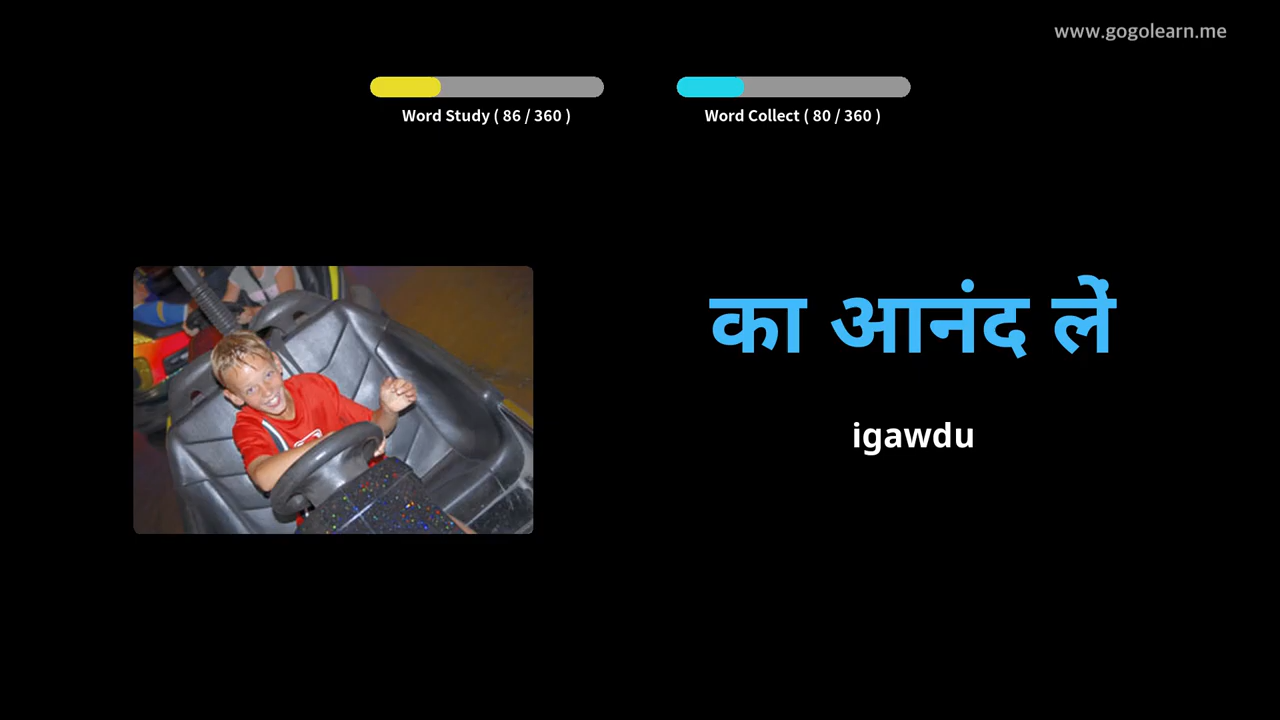 www.gogolearn.me
Word Study ( 86 / 360 )
Word Collect ( 80 / 360 )
का आनंद लें
igawdu